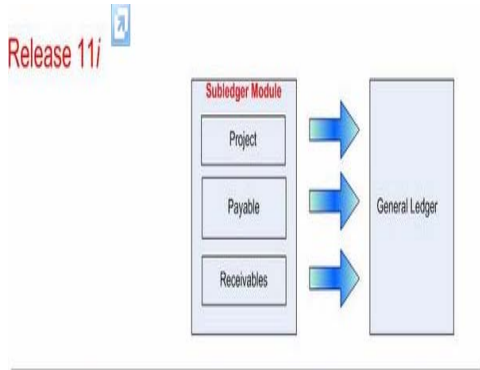 Release 11i
Subledger Module
Project
Payable
General Ledger
Receivables